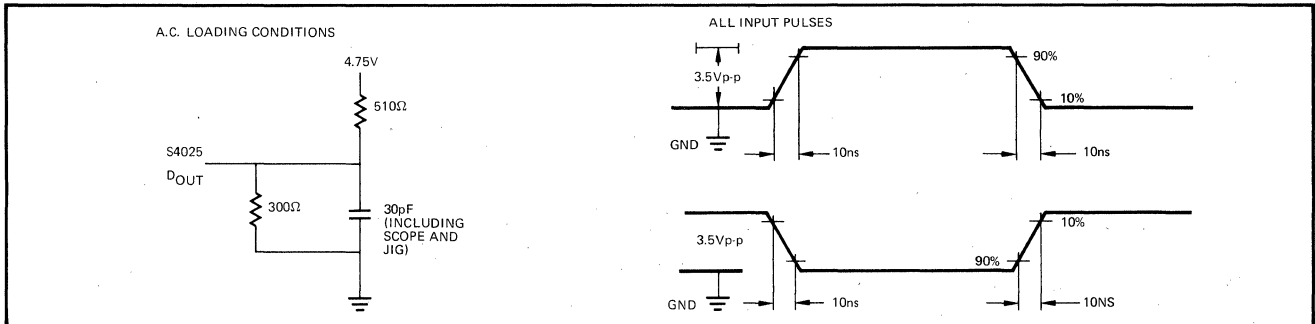 A.C. LOADING CONDITIONS
4.75V
510Ω
S4025
DOUT
300Ω
30pF
(INCLUDING
SCOPE AND
JIG)
ALL INPUT PULSES
3.5Vp-p
90%
10%
GND
10ns
10ns
3.5Vp-p
10%
90%
GND
10ns
10NS